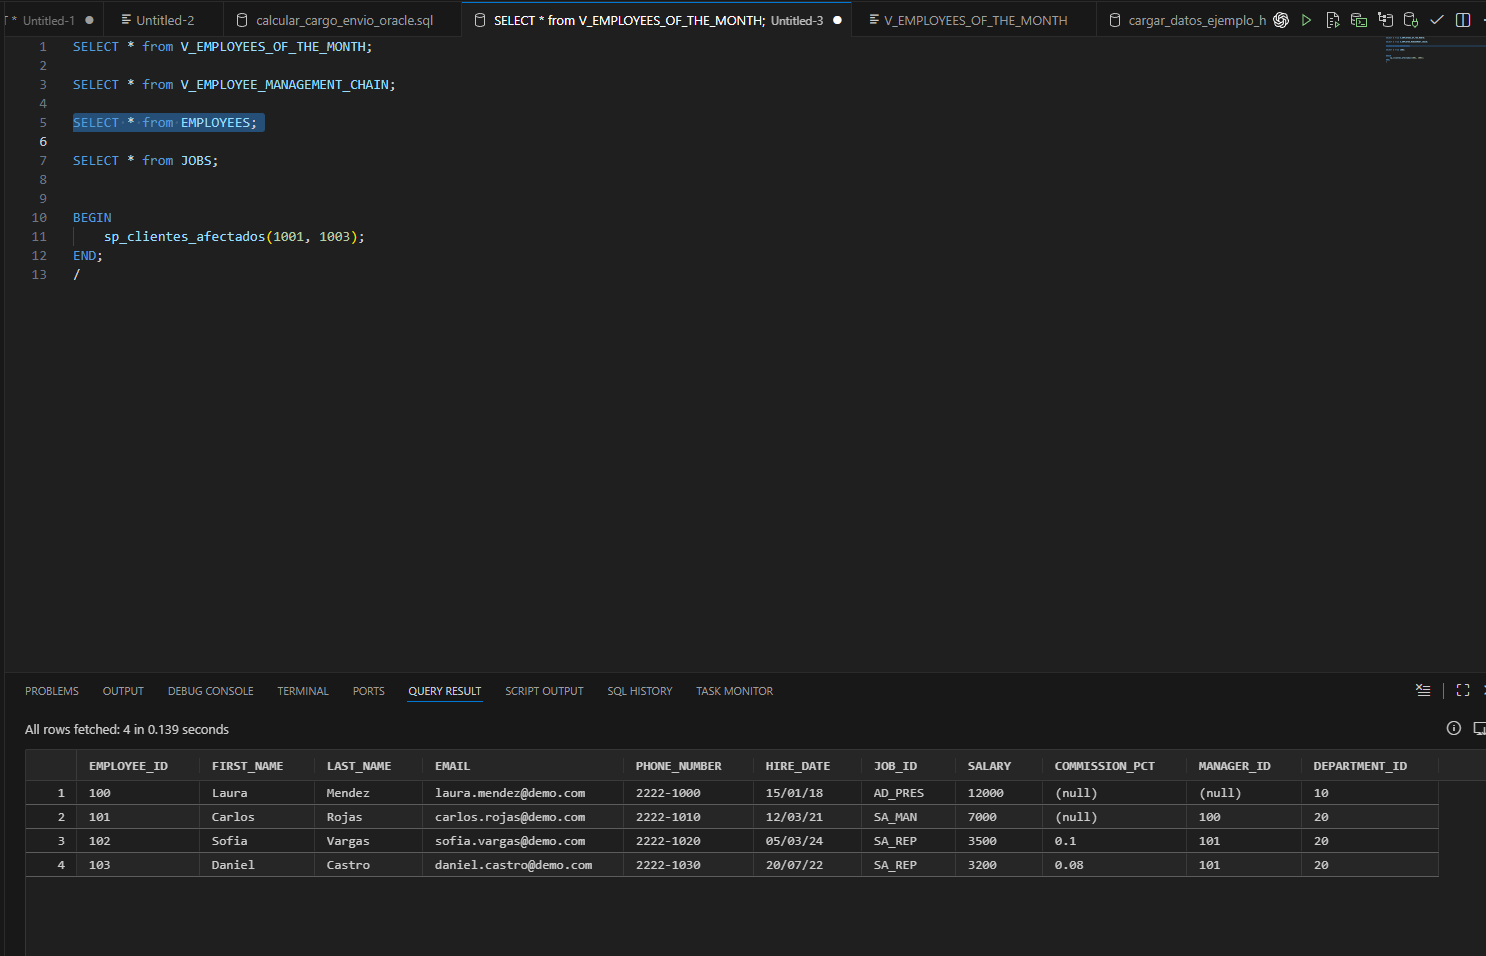 T * Untitled-1 Untitled-2 calcular_cargo_envio_oracle.sql SELECT * from V_EMPLOYEES_OF_THE_MONTH; Untitled-3 V_EMPLOYEES_OF_THE_MONTH cargar_datos_ejemplo_h
1 SELECT * from V_EMPLOYEES_OF_THE_MONTH;
2
3 SELECT * from V_EMPLOYEE_MANAGEMENT_CHAIN;
4
5 SELECT * from EMPLOYEES;
6
7 SELECT * from JOBS;
8
9
10 BEGIN
11 sp_clientes_afectados(1001, 1003);
12 END;
13 /
PROBLEMS OUTPUT DEBUG CONSOLE TERMINAL PORTS QUERY RESULT SCRIPT OUTPUT SQL HISTORY TASK MONITOR
All rows fetched: 4 in 0.139 seconds
EMPLOYEE_ID FIRST_NAME LAST_NAME EMAIL PHONE_NUMBER HIRE_DATE JOB_ID SALARY COMMISSION_PCT MANAGER_ID DEPARTMENT_ID
1 100 Laura Mendez laura.mendez@demo.com 2222-1000 15/01/18 AD_PRES 12000 (null) (null) 10
2 101 Carlos Rojas carlos.rojas@demo.com 2222-1010 12/03/21 SA_MAN 7000 (null) 100 20
3 102 Sofia Vargas sofia.vargas@demo.com 2222-1020 05/03/24 SA_REP 3500 0.1 101 20
4 103 Daniel Castro daniel.castro@demo.com 2222-1030 20/07/22 SA_REP 3200 0.08 101 20